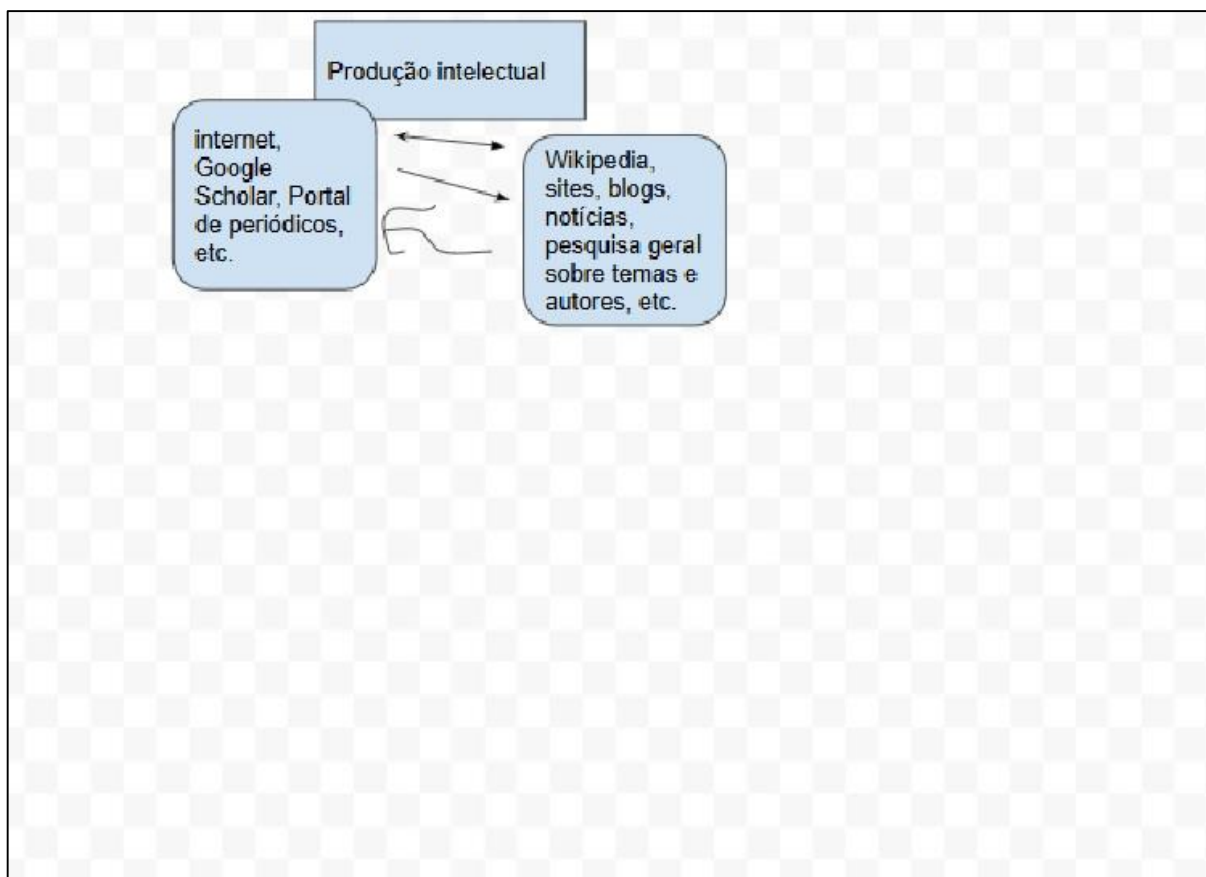 Produção intelectual
internet,
Google
Scholar, Portal
de periódicos,
etc.
Wikipedia,
sites, blogs,
notícias,
pesquisa geral
sobre temas e
autores, etc.